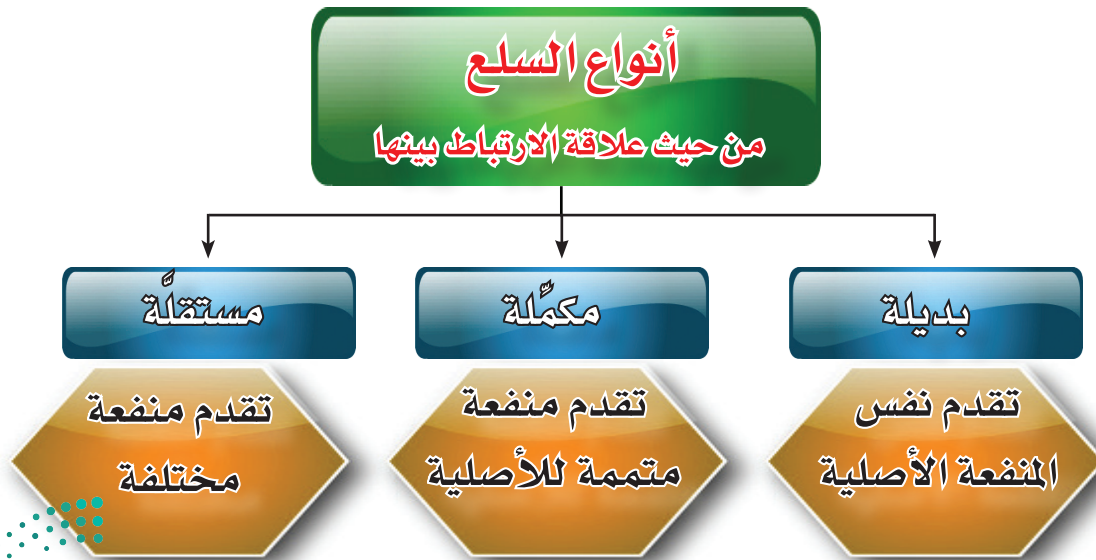 أنواع السلع
من حيث علاقة الارتباط بينها
بديلة
مكمِّلة
مستقلَّة
تقدم نفس
المنفعة الأصلية
تقدم منفعة
متممة للأصلية
تقدم منفعة
مختلفة